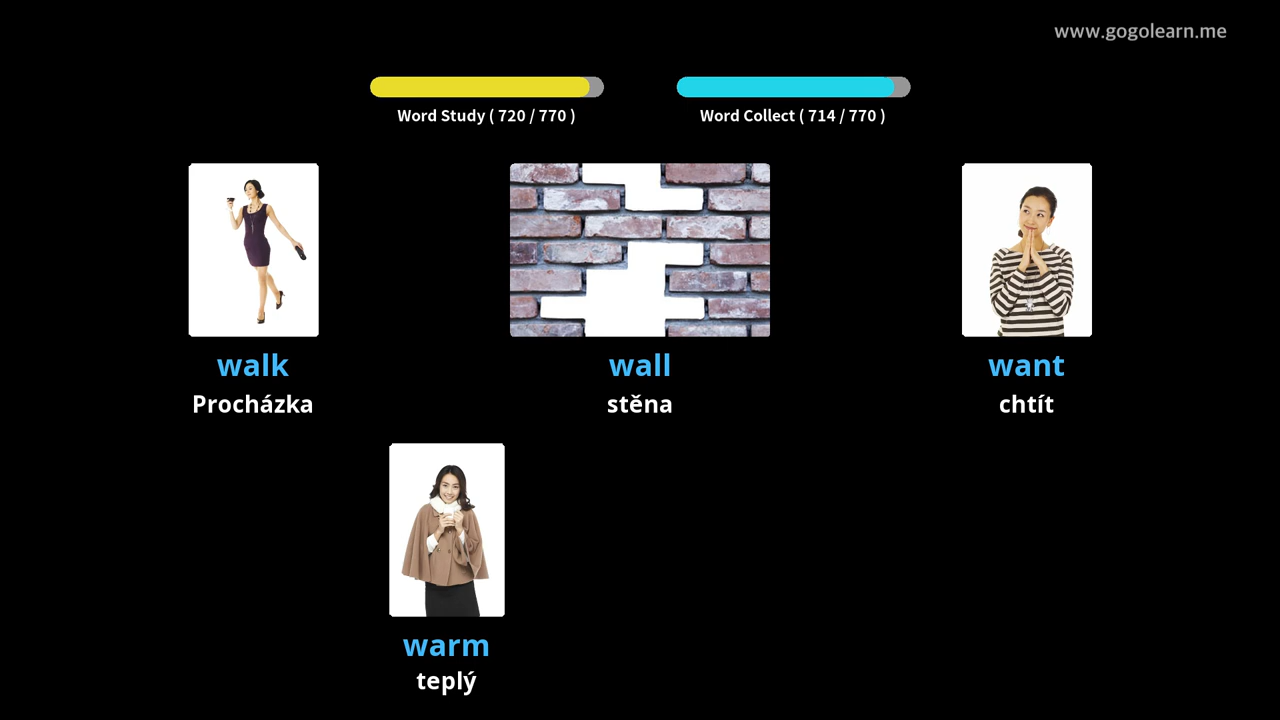 www.gogolearn.me
Word Study ( 720 / 770 )
Word Collect ( 714 / 770 )
walk
Procházka
wall
stěna
want
chtít
warm
teplý